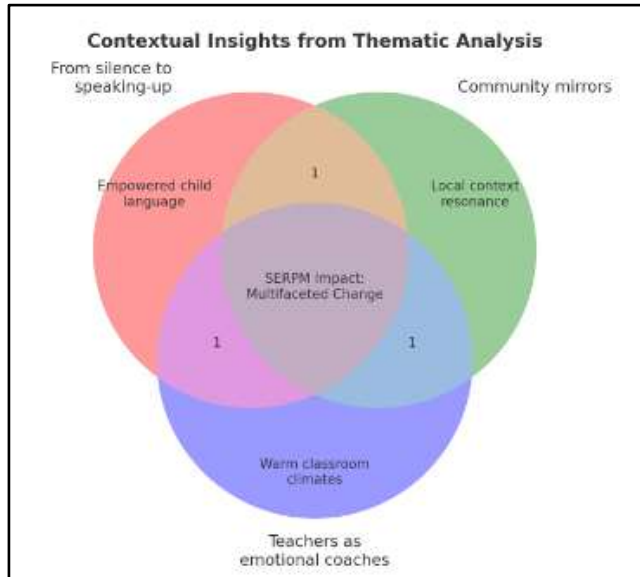 Contextual Insights from Thematic Analysis
From silence to
speaking-up
Community mirrors
1
Empowered child
language
Local context
resonance
SERPM Impact:
Multifaceted Change
1
1
Warm classroom
climates
Teachers as
emotional coaches